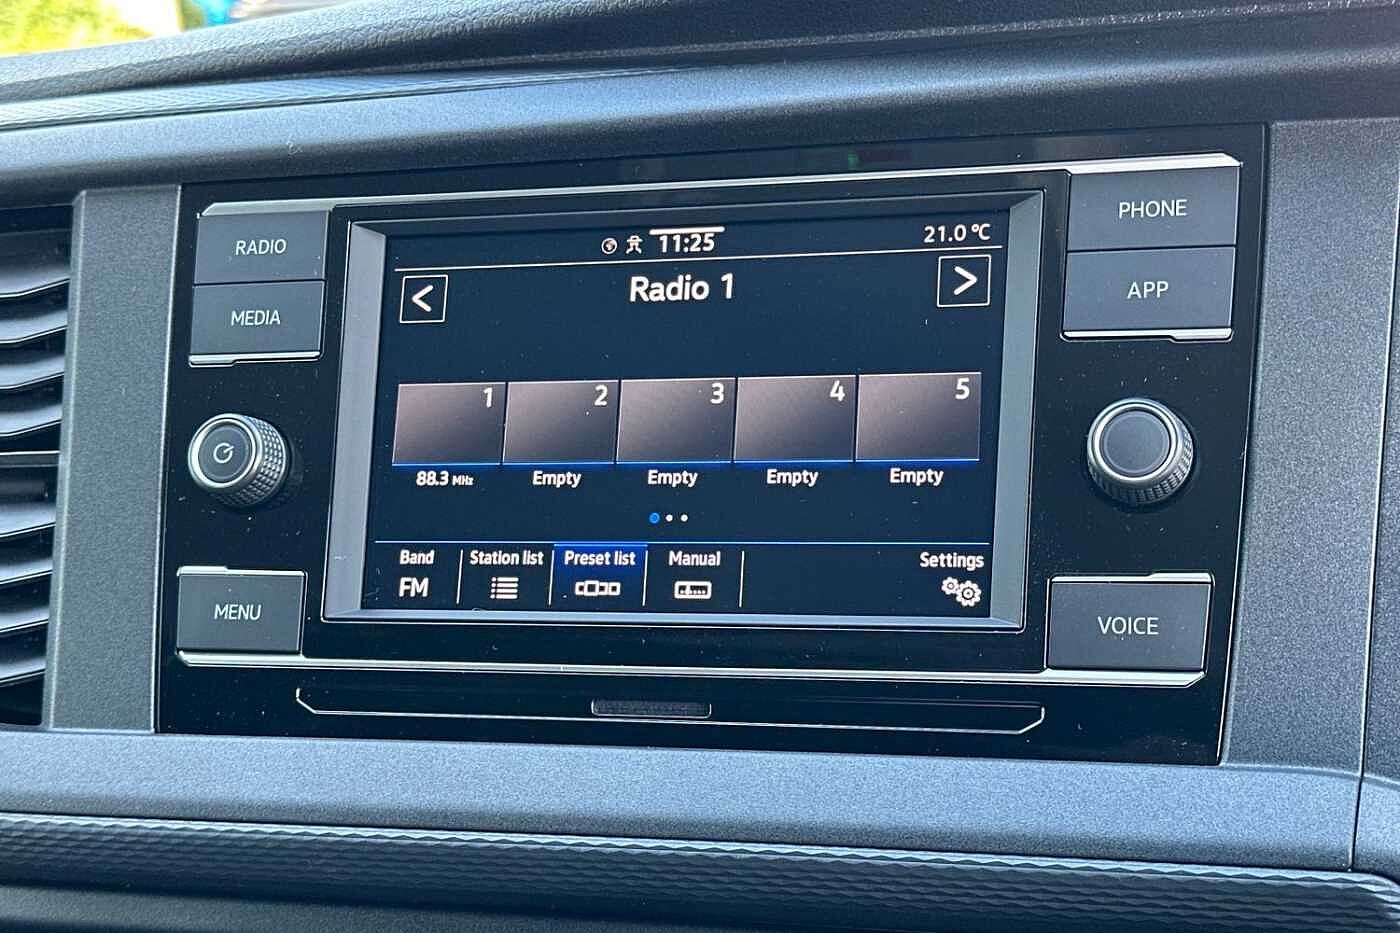 11:25
21.0 °C
RADIO
MEDIA
PHONE
APP
<
Radio 1
>
1
2
3
4
5
88.3 MHz
Empty
Empty
Empty
Empty
Band
Station list
Preset list
Manual
Settings
FM
MENU
VOICE